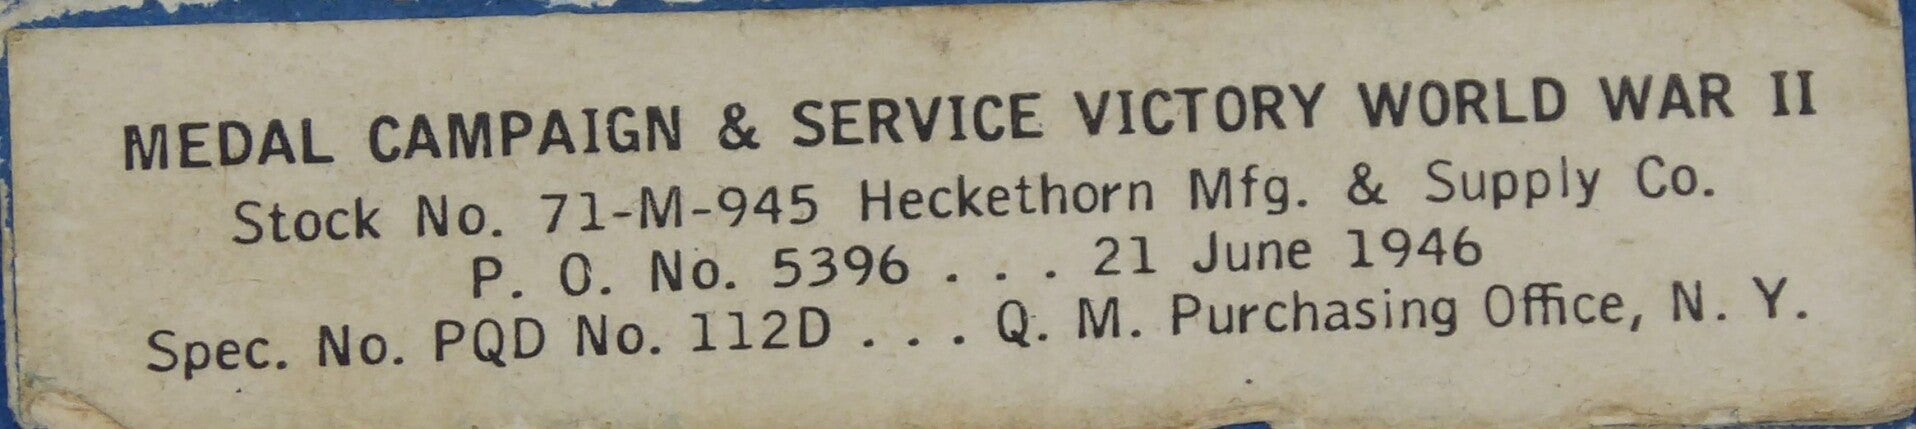 MEDAL CAMPAIGN & SERVICE VICTORY WORLD WAR II
Stock No. 71-M-945 Heckethorn Mfg. & Supply Co.
P. O. No. 5396 . . . 21 June 1946
Spec. No. PQD No. 112D . . . Q. M. Purchasing Office, N. Y.